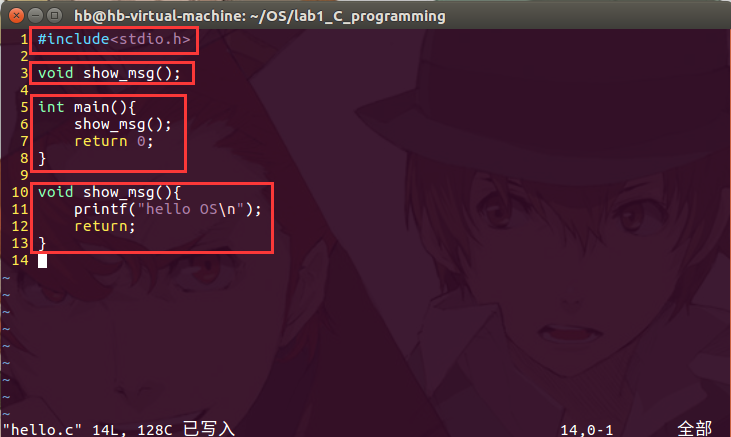 hb@hb-virtual-machine: ~/OS/lab1_C_programming
1 #include<stdio.h>
2
3 void show_msg();
4
5 int main(){
6     show_msg();
7     return 0;
8 }
9
10 void show_msg(){
11     printf("hello OS\n");
12     return;
13 }
14
~
~
~
~
~
~
~
~
~
"hello.c" 14L, 128C 已写入 14,0-1 全部